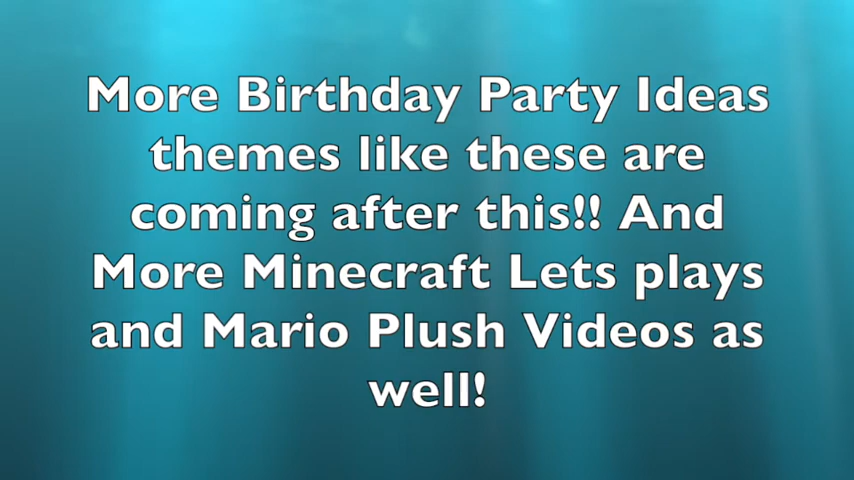 More Birthday Party Ideas
themes like these are
coming after this!! And
More Minecraft Lets plays
and Mario Plush Videos as
well!